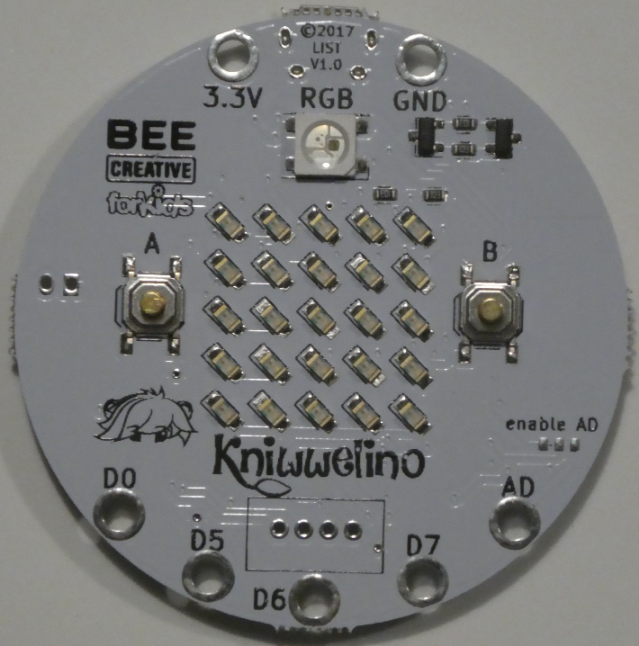 ©2017
LIST
V1.0
3.3V
RGB
GND
BEE
CREATIVE
forKids
A
B
enable AD
Kniwwelino
D0
AD
D5
D7
D6